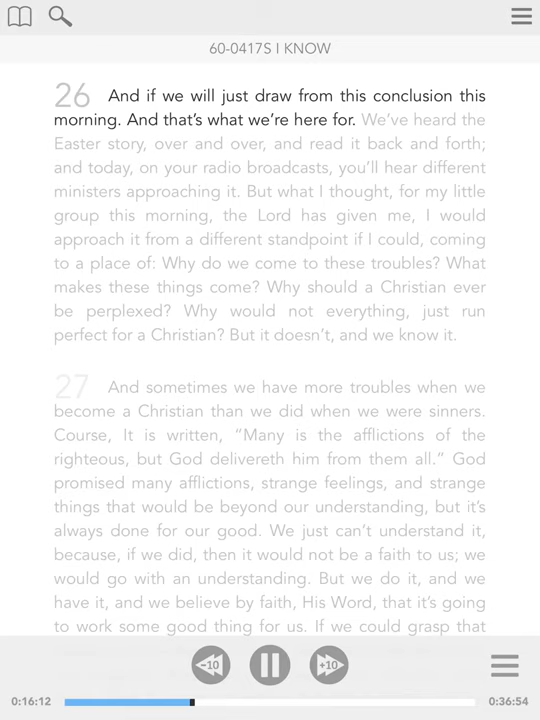 60-0417S I KNOW
26 And if we will just draw from this conclusion this
morning. And that's what we're here for. We've heard the
Easter story, over and over, and read it back and forth;
and today, on your radio broadcasts, you'll hear different
ministers approaching it. But what I thought, for my little
group this morning, the Lord has given me, I would
approach it from a different standpoint if I could, coming
to a place of: Why do we come to these troubles? What
makes these things come? Why should a Christian ever
be perplexed? Why would not everything, just run
perfect for a Christian? But it doesn't, and we know it.
27 And sometimes we have more troubles when we
become a Christian than we did when we were sinners.
Course, It is written, “Many is the afflictions of the
righteous, but God delivereth him from them all.” God
promised many afflictions, strange feelings, and strange
things that would be beyond our understanding, but it's
always done for our good. We just can't understand it,
because, if we did, then it would not be a faith to us; we
would go with an understanding. But we do it, and we
have it, and we believe by faith, His Word, that it's going
to work some good thing for us. If we could grasp that
-10 +10
0:16:12 0:36:54